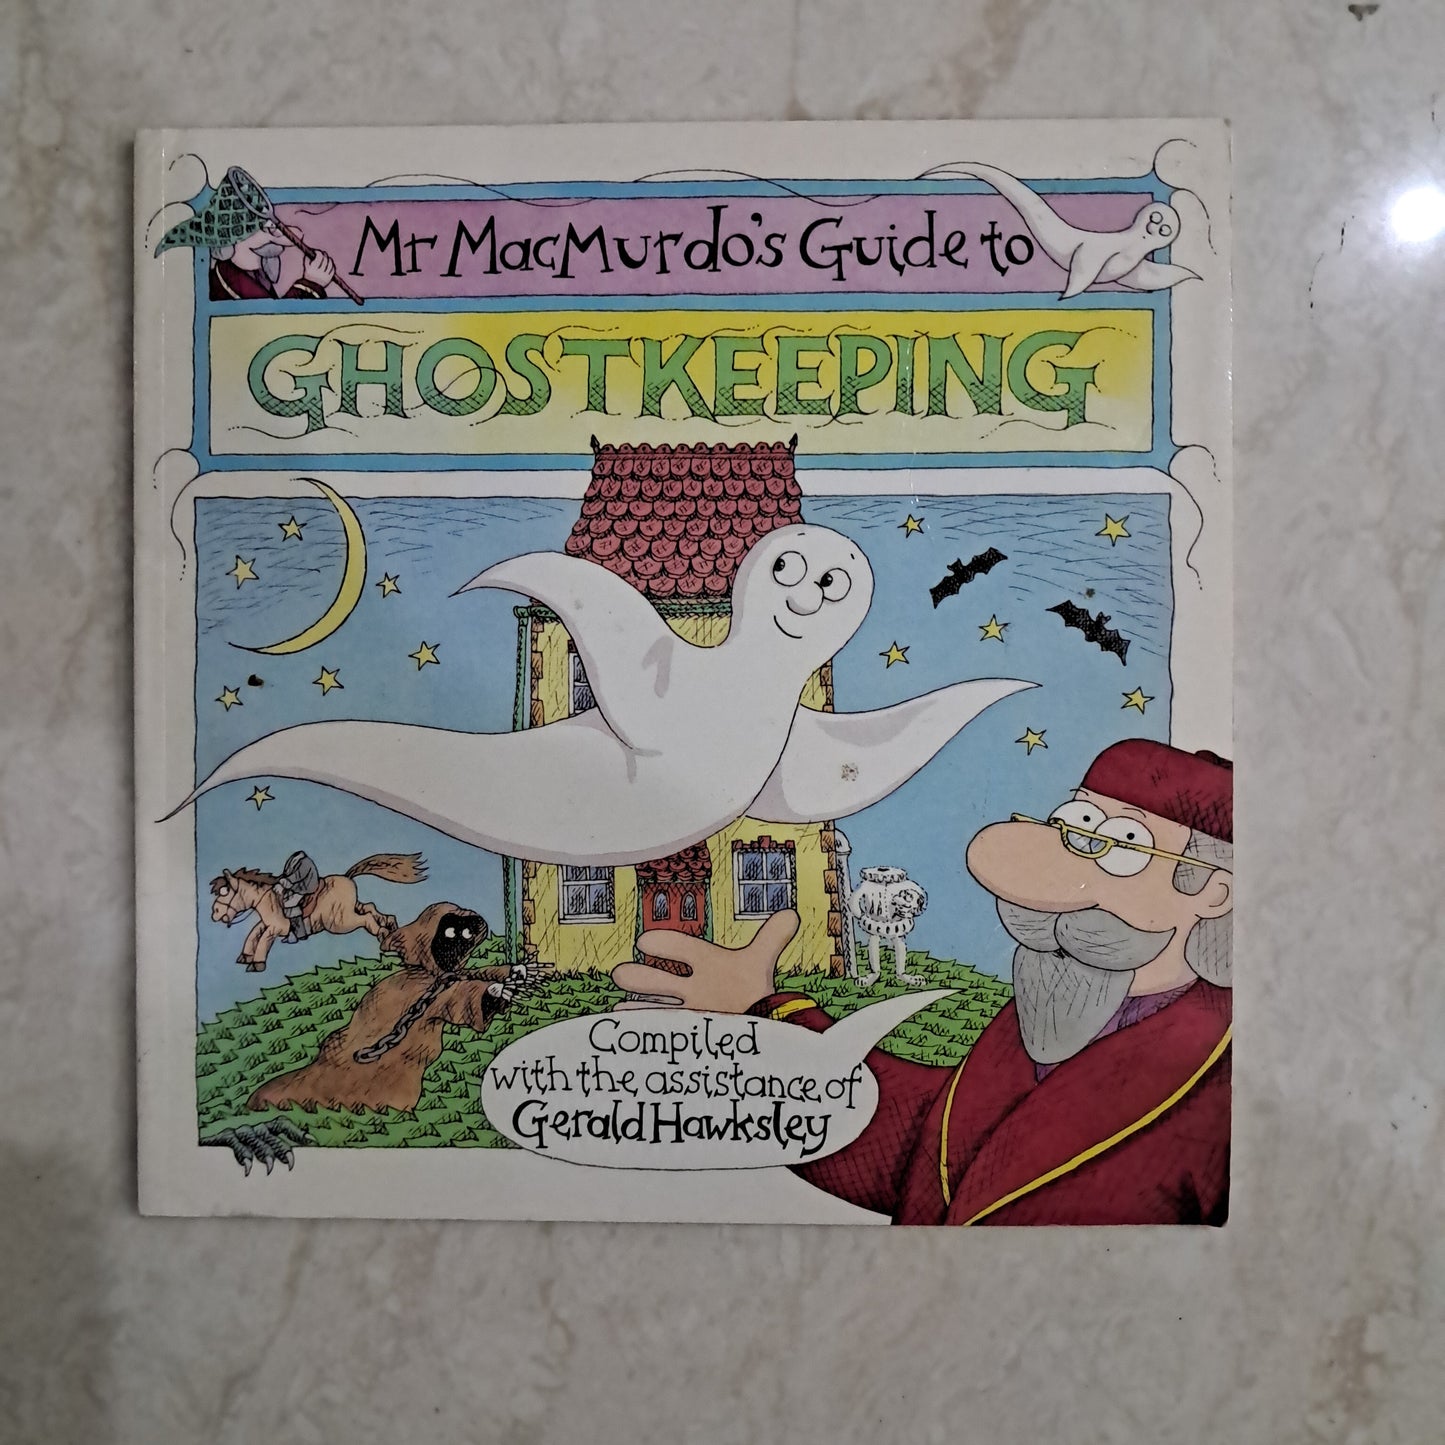 Mr MacMurdo's Guide to
GHOSTKEEPING
Compiled
with the assistance of
Gerald Hawksley